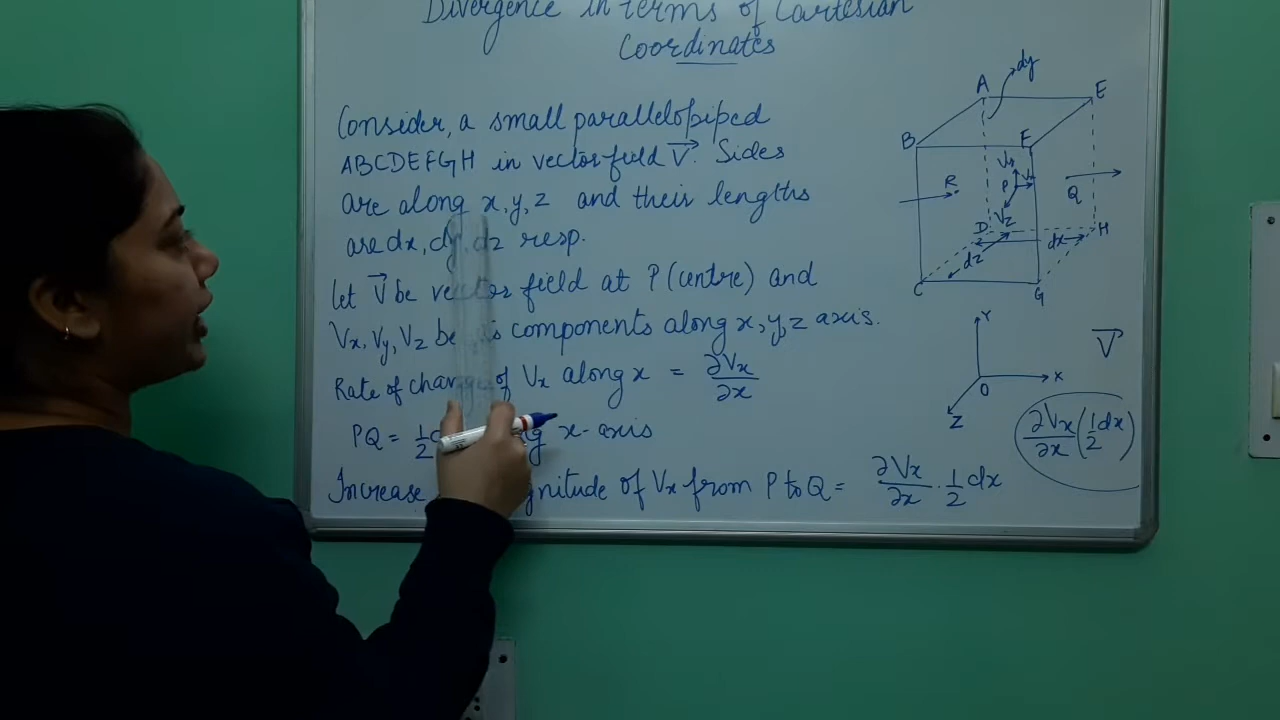 Divergence in terms of Cartesian
Coordinates
Consider, a small parallelopiped
ABCDEFGH in vector field V⃗. Sides
are along x, y, z and their lengths
are dx, dy, dz resp.
let V⃗ be vector field at P (centre) and
Vx, Vy, Vz be components along x, y, z axis.
Rate of change of Vx along x = ∂Vx/∂x
PQ = 1/2 x-axis
Increase of Vx from P to Q = ∂Vx/∂x · 1/2 dx
dy
A
E
B
F
Vy
R
P
Vx
Q
Vz
D
dx
H
dz
C
G
Y
V⃗
O
X
Z
∂Vx/∂x (1/2 dx)